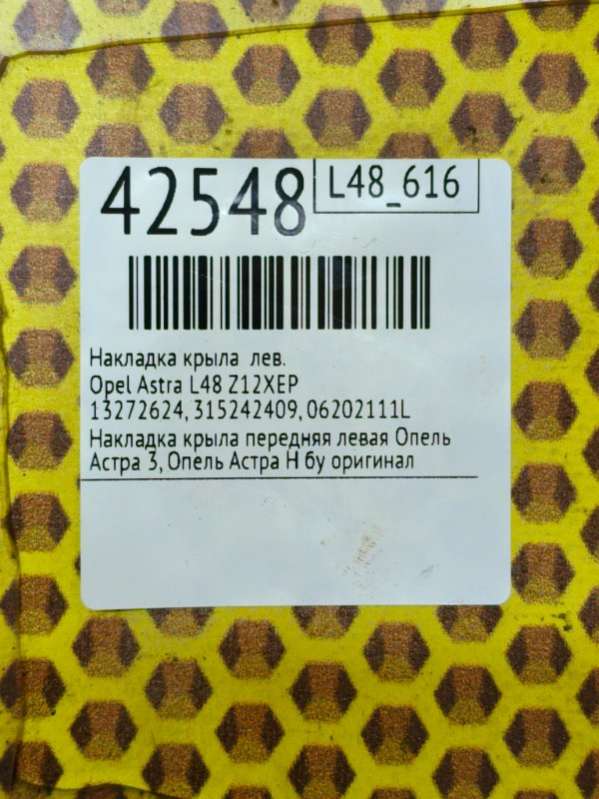 42548
L48_616
Накладка крыла лев.
Opel Astra L48 Z12XEP
13272624, 315242409, 06202111L
Накладка крыла передняя левая Опель
Астра 3, Опель Астра Н бу оригинал